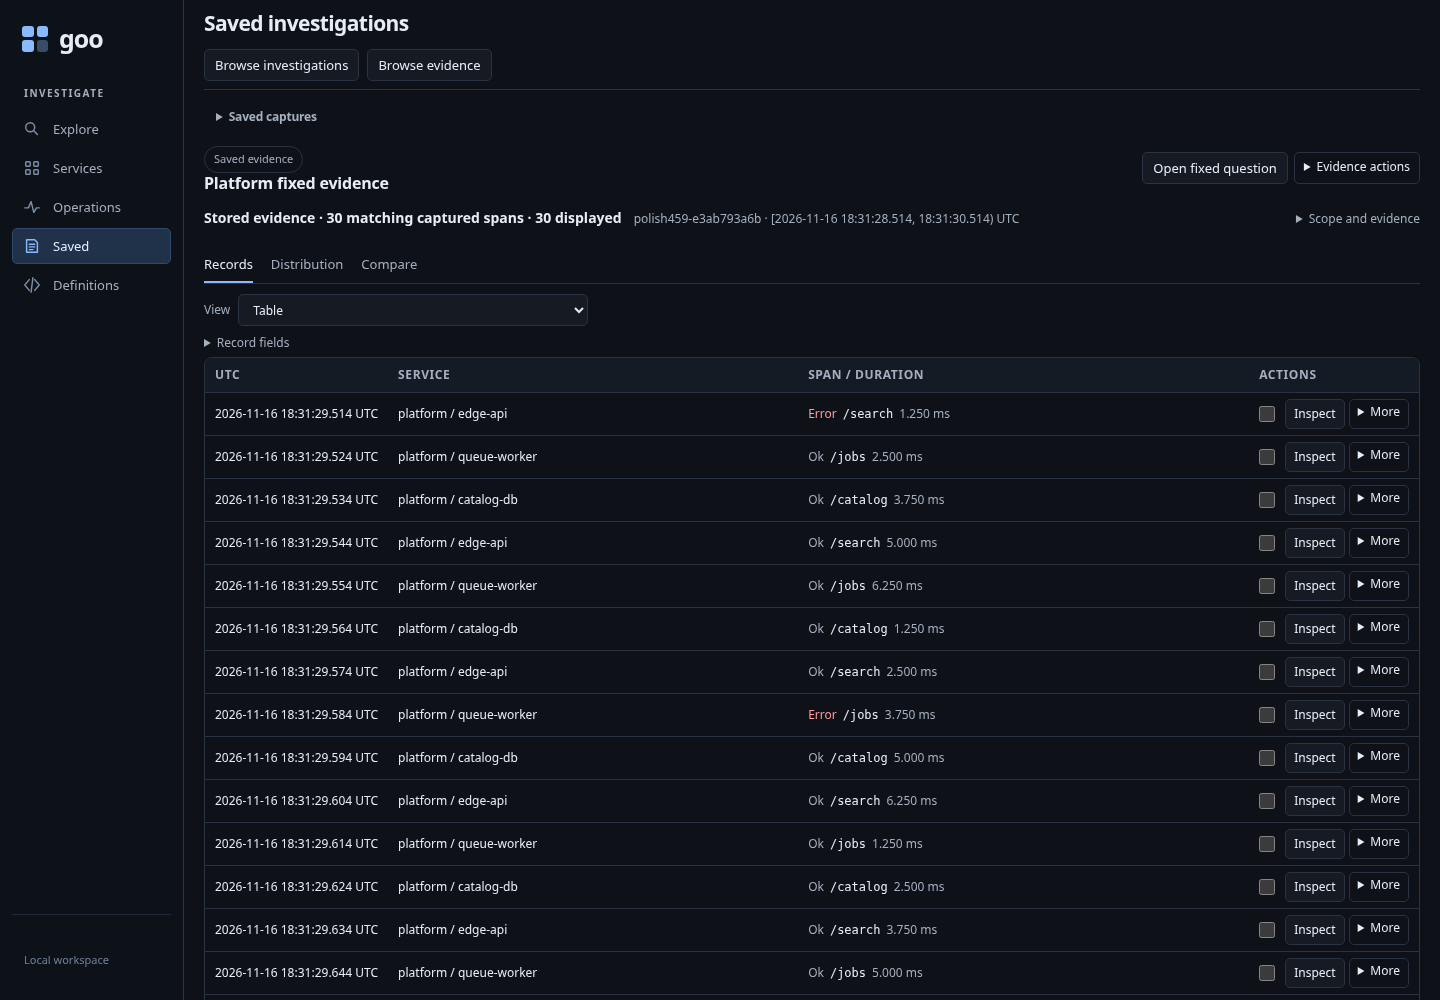 goo
INVESTIGATE
Explore
Services
Operations
Saved
Definitions
Local workspace
Saved investigations
Browse investigations Browse evidence
Saved captures
Saved evidence
Platform fixed evidence
Open fixed question Evidence actions
Stored evidence · 30 matching captured spans · 30 displayed polish459-e3ab793a6b · [2026-11-16 18:31:28.514, 18:31:30.514) UTC Scope and evidence
Records Distribution Compare
View Table
Record fields
UTC SERVICE SPAN / DURATION ACTIONS
2026-11-16 18:31:29.514 UTC platform / edge-api Error /search 1.250 ms Inspect More
2026-11-16 18:31:29.524 UTC platform / queue-worker Ok /jobs 2.500 ms Inspect More
2026-11-16 18:31:29.534 UTC platform / catalog-db Ok /catalog 3.750 ms Inspect More
2026-11-16 18:31:29.544 UTC platform / edge-api Ok /search 5.000 ms Inspect More
2026-11-16 18:31:29.554 UTC platform / queue-worker Ok /jobs 6.250 ms Inspect More
2026-11-16 18:31:29.564 UTC platform / catalog-db Ok /catalog 1.250 ms Inspect More
2026-11-16 18:31:29.574 UTC platform / edge-api Ok /search 2.500 ms Inspect More
2026-11-16 18:31:29.584 UTC platform / queue-worker Error /jobs 3.750 ms Inspect More
2026-11-16 18:31:29.594 UTC platform / catalog-db Ok /catalog 5.000 ms Inspect More
2026-11-16 18:31:29.604 UTC platform / edge-api Ok /search 6.250 ms Inspect More
2026-11-16 18:31:29.614 UTC platform / queue-worker Ok /jobs 1.250 ms Inspect More
2026-11-16 18:31:29.624 UTC platform / catalog-db Ok /catalog 2.500 ms Inspect More
2026-11-16 18:31:29.634 UTC platform / edge-api Ok /search 3.750 ms Inspect More
2026-11-16 18:31:29.644 UTC platform / queue-worker Ok /jobs 5.000 ms Inspect More